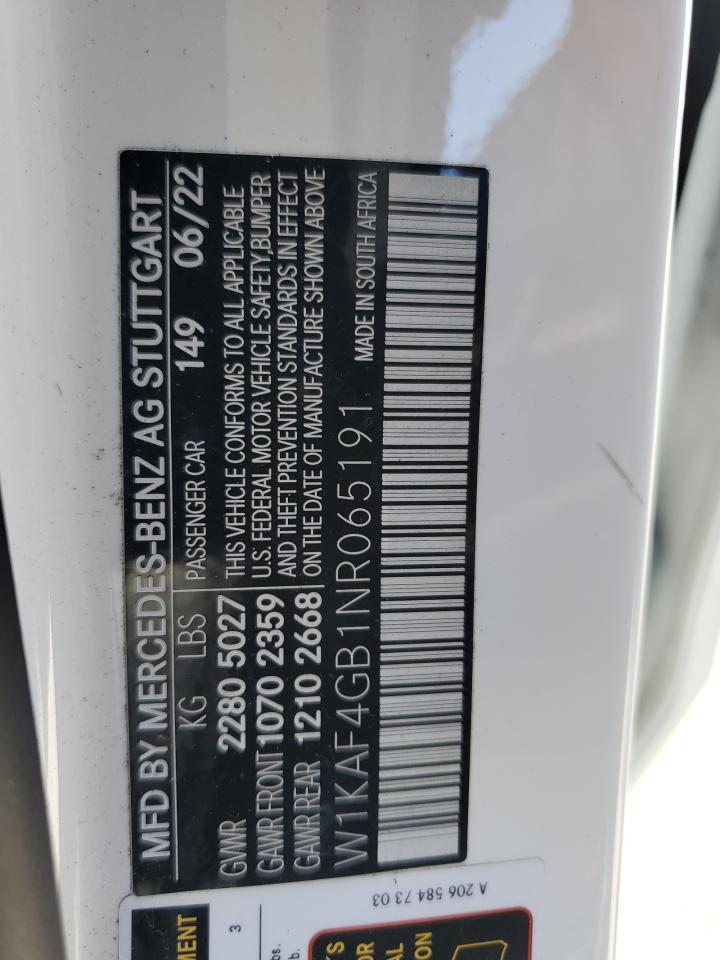 MFD BY MERCEDES-BENZ AG STUTTGART
KG LBS PASSENGER CAR 149 06/22
GVWR 2280 5027 THIS VEHICLE CONFORMS TO ALL APPLICABLE
U.S. FEDERAL MOTOR VEHICLE SAFETY,BUMPER
GAWR FRONT 1070 2359 AND THEFT PREVENTION STANDARDS IN EFFECT
GAWR REAR 1210 2668 ON THE DATE OF MANUFACTURE SHOWN ABOVE
W1KAF4GB1NR065191 MADE IN SOUTH AFRICA
A 206 584 73 03
3